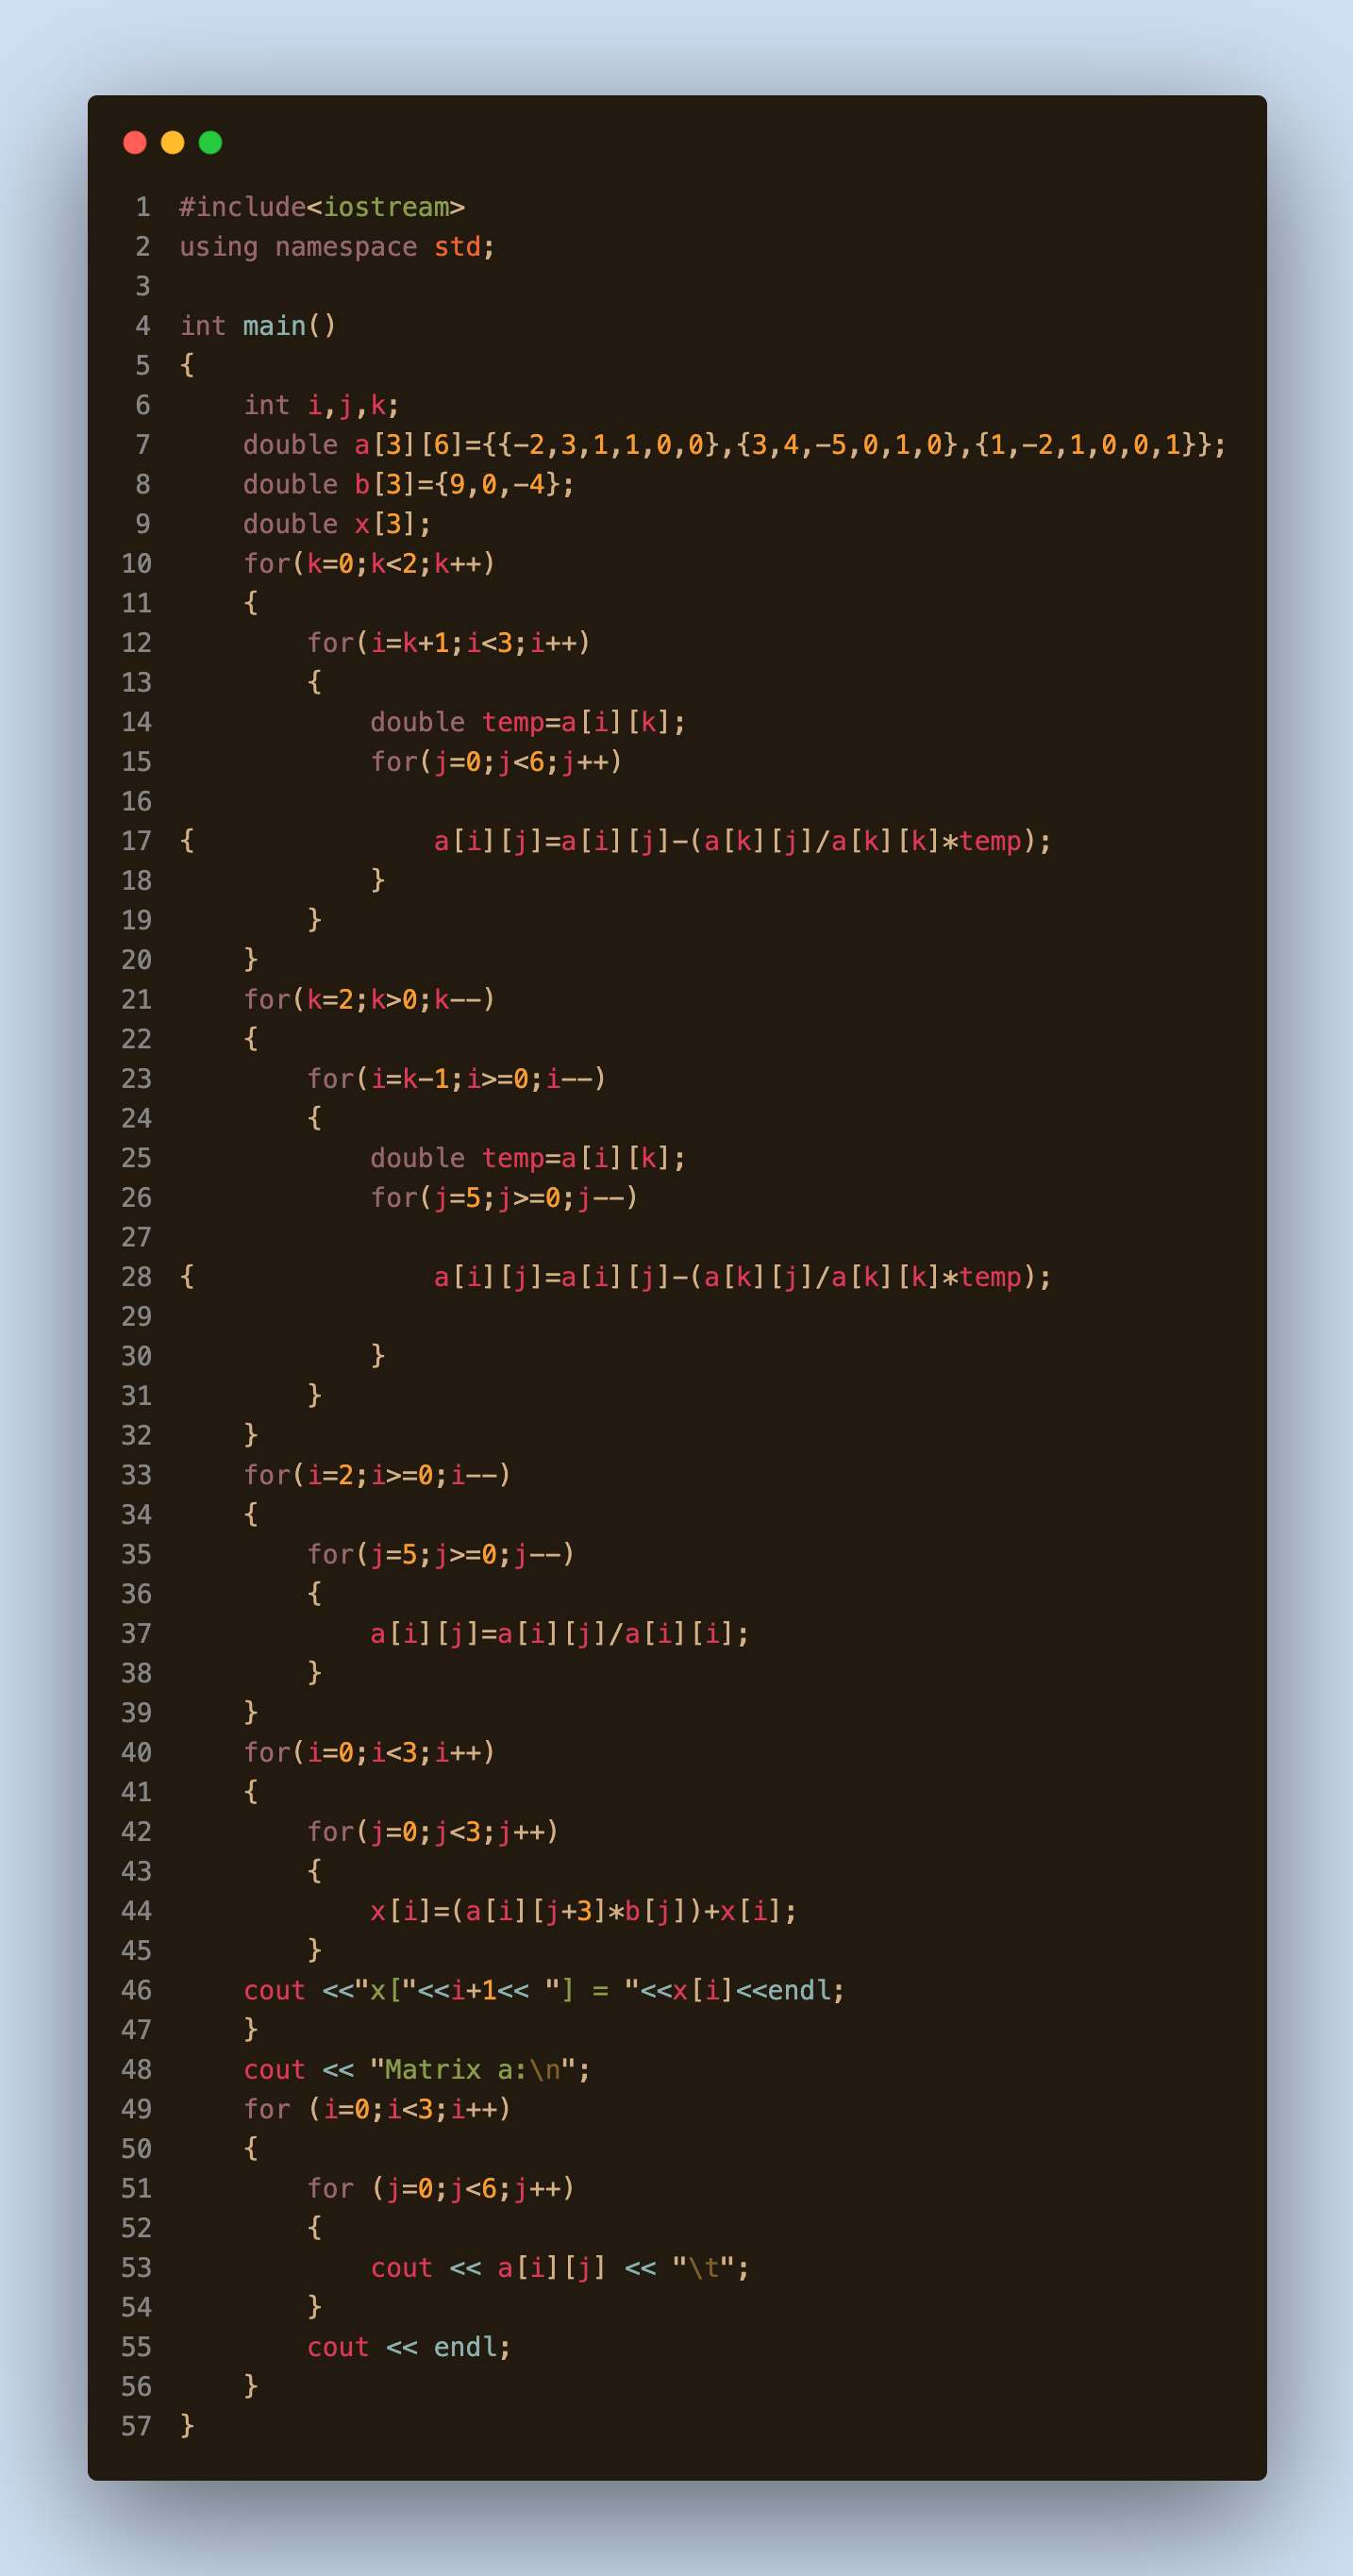 1 #include<iostream>
2 using namespace std;
3
4 int main()
5 {
6     int i,j,k;
7     double a[3][6]={{-2,3,1,1,0,0},{3,4,-5,0,1,0},{1,-2,1,0,0,1}};
8     double b[3]={9,0,-4};
9     double x[3];
10     for(k=0;k<2;k++)
11     {
12         for(i=k+1;i<3;i++)
13         {
14             double temp=a[i][k];
15             for(j=0;j<6;j++)
16
17 {               a[i][j]=a[i][j]-(a[k][j]/a[k][k]*temp);
18             }
19         }
20     }
21     for(k=2;k>0;k--)
22     {
23         for(i=k-1;i>=0;i--)
24         {
25             double temp=a[i][k];
26             for(j=5;j>=0;j--)
27
28 {               a[i][j]=a[i][j]-(a[k][j]/a[k][k]*temp);
29
30             }
31         }
32     }
33     for(i=2;i>=0;i--)
34     {
35         for(j=5;j>=0;j--)
36         {
37             a[i][j]=a[i][j]/a[i][i];
38         }
39     }
40     for(i=0;i<3;i++)
41     {
42         for(j=0;j<3;j++)
43         {
44             x[i]=(a[i][j+3]*b[j])+x[i];
45         }
46     cout <<"x["<<i+1<< "] = "<<x[i]<<endl;
47     }
48     cout << "Matrix a:\n";
49     for (i=0;i<3;i++)
50     {
51         for (j=0;j<6;j++)
52         {
53             cout << a[i][j] << "\t";
54         }
55         cout << endl;
56     }
57 }